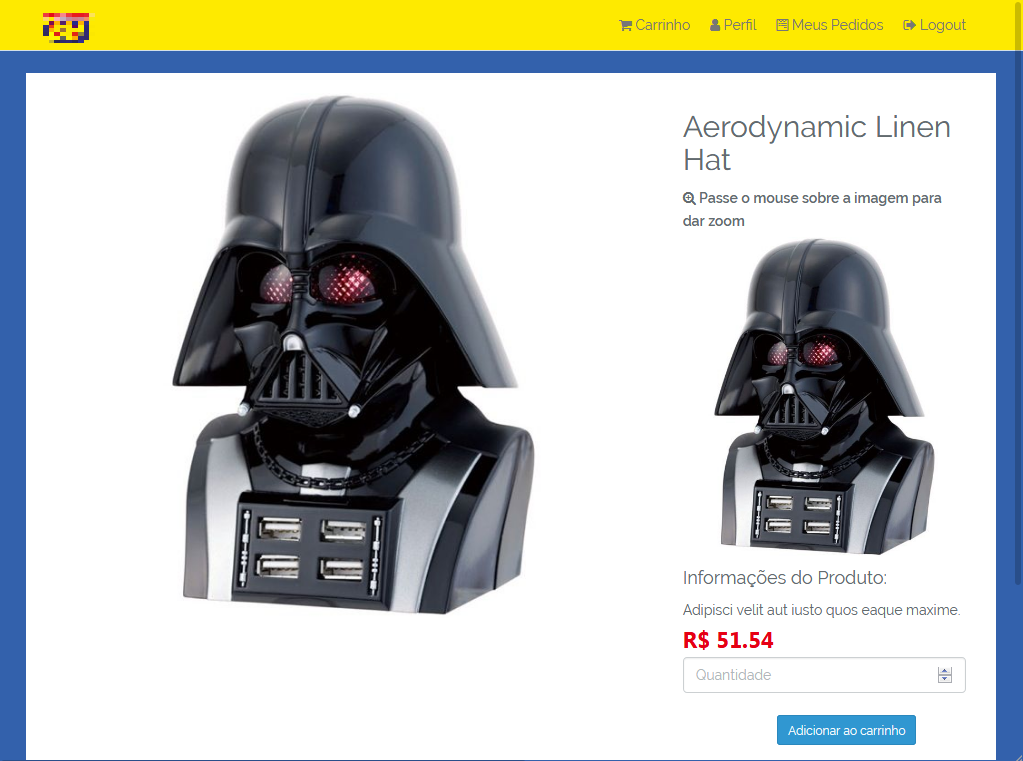 Carrinho Perfil Meus Pedidos Logout
Aerodynamic Linen
Hat
Passe o mouse sobre a imagem para
dar zoom
Informações do Produto:
Adipisci velit aut iusto quos eaque maxime.
R$ 51.54
Quantidade
Adicionar ao carrinho